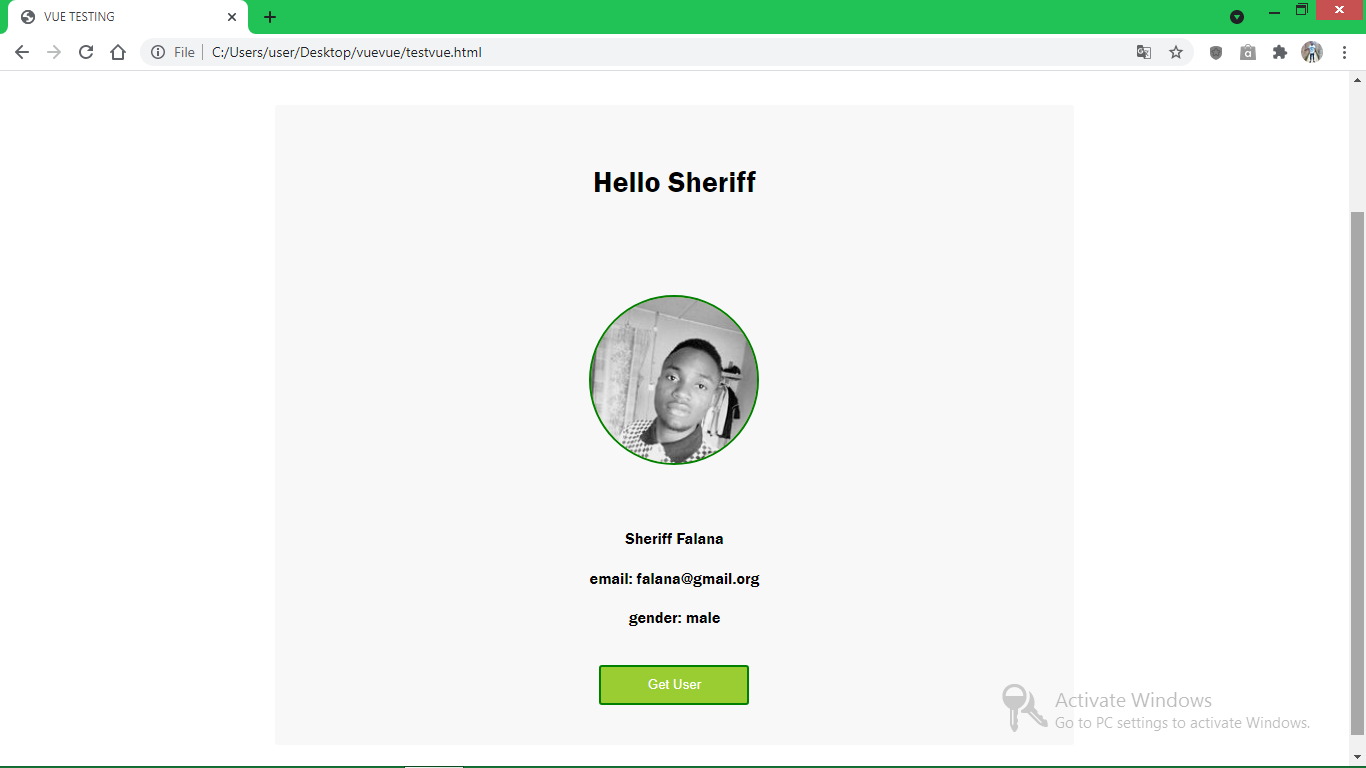 VUE TESTING
File
C:/Users/user/Desktop/vuevue/testvue.html
Hello Sheriff
Sheriff Falana
email: falana@gmail.org
gender: male
Get User
Activate Windows
Go to PC settings to activate Windows.